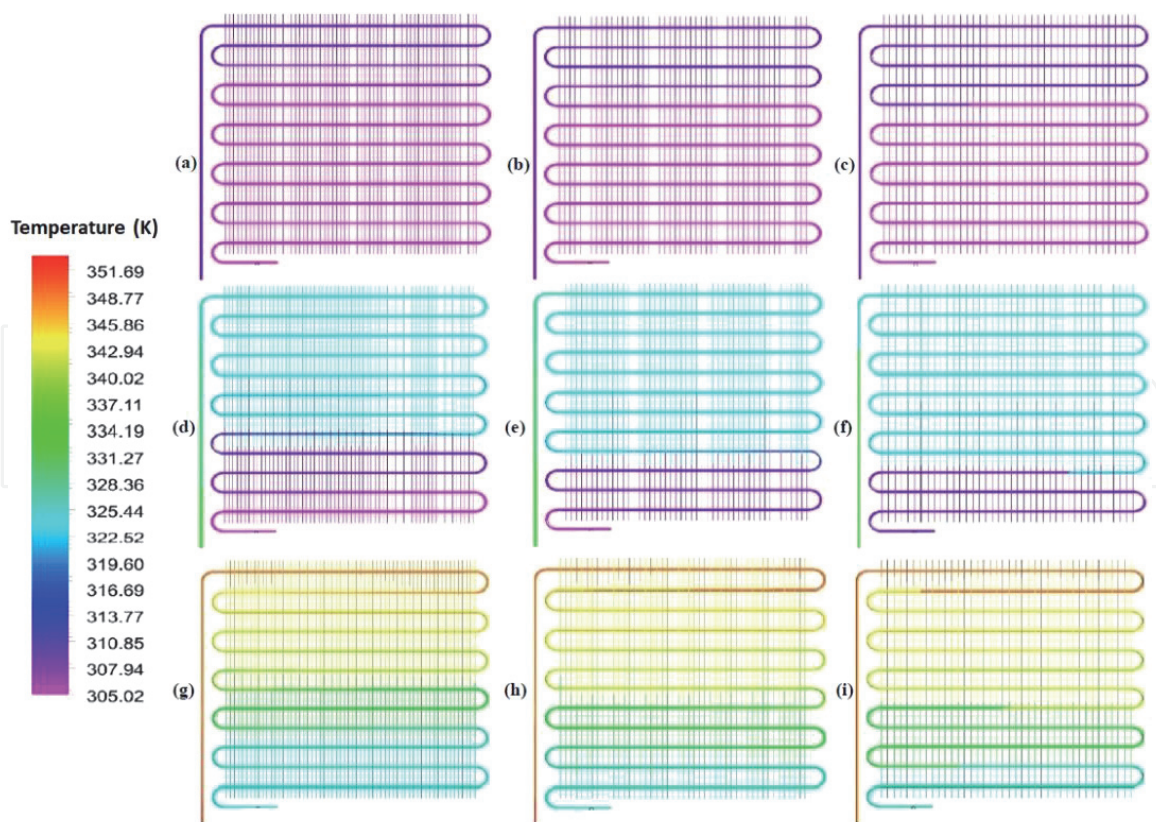 (a)
(b)
(c)
Temperature (K)
351.69
348.77
345.86
342.94
340.02
337.11
334.19
331.27
328.36
325.44
322.52
319.60
316.69
313.77
310.85
307.94
305.02
(d)
(e)
(f)
(g)
(h)
(i)